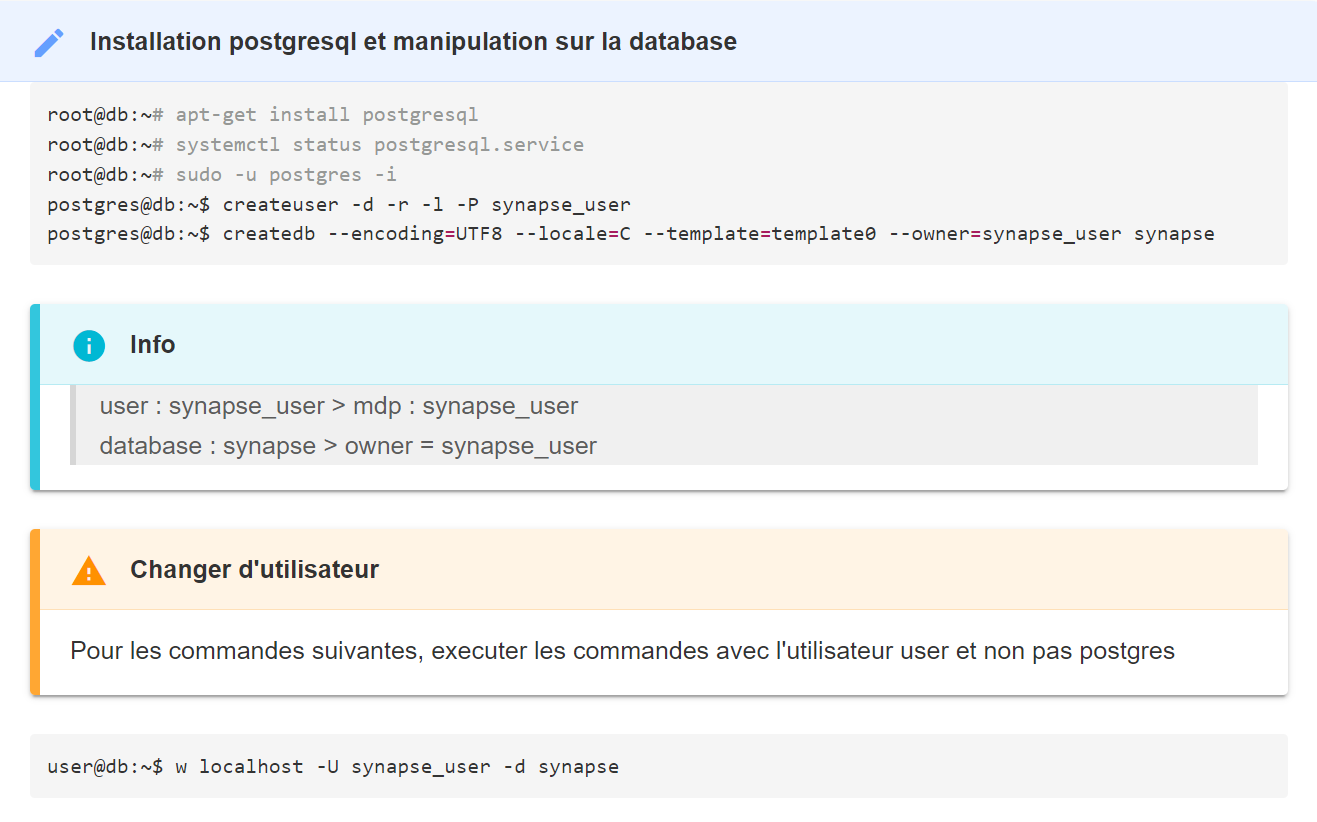 Installation postgresql et manipulation sur la database
root@db:~# apt-get install postgresql
root@db:~# systemctl status postgresql.service
root@db:~# sudo -u postgres -i
postgres@db:~$ createuser -d -r -l -P synapse_user
postgres@db:~$ createdb --encoding=UTF8 --locale=C --template=template0 --owner=synapse_user synapse
Info
user : synapse_user > mdp : synapse_user
database : synapse > owner = synapse_user
Changer d'utilisateur
Pour les commandes suivantes, executer les commandes avec l'utilisateur user et non pas postgres
user@db:~$ w localhost -U synapse_user -d synapse